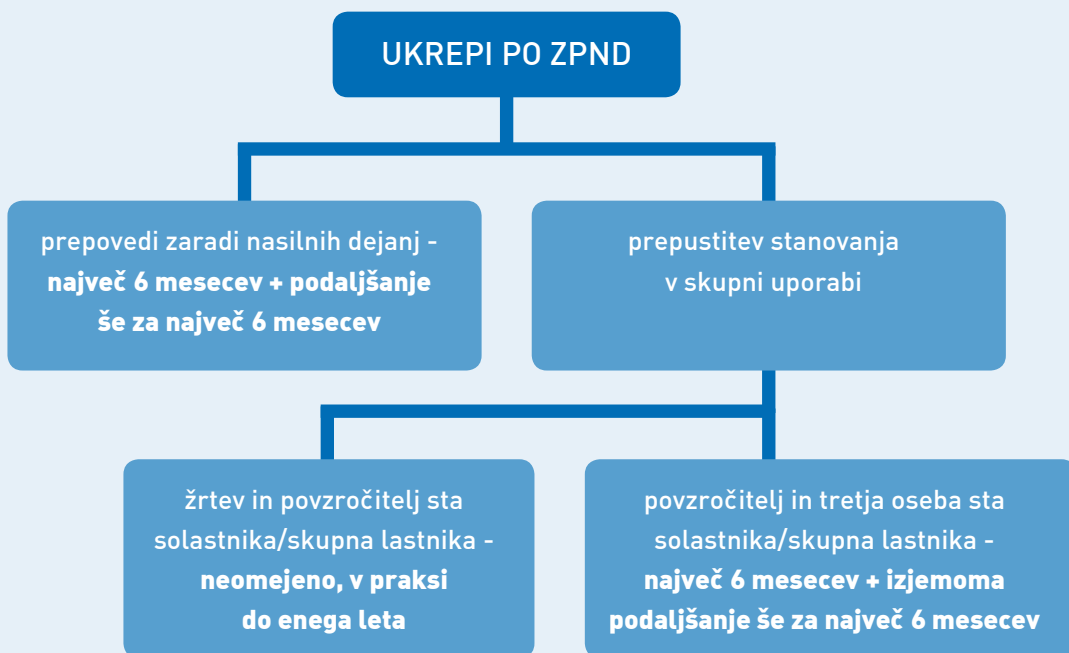 UKREPI PO ZPND
prepovedi zaradi nasilnih dejanj -
največ 6 mesecev + podaljšanje
še za največ 6 mesecev
prepustitev stanovanja
v skupni uporabi
žrtev in povzročitelj sta
solastnika/skupna lastnika -
neomejeno, v praksi
do enega leta
povzročitelj in tretja oseba sta
solastnika/skupna lastnika -
največ 6 mesecev + izjemoma
podaljšanje še za največ 6 mesecev